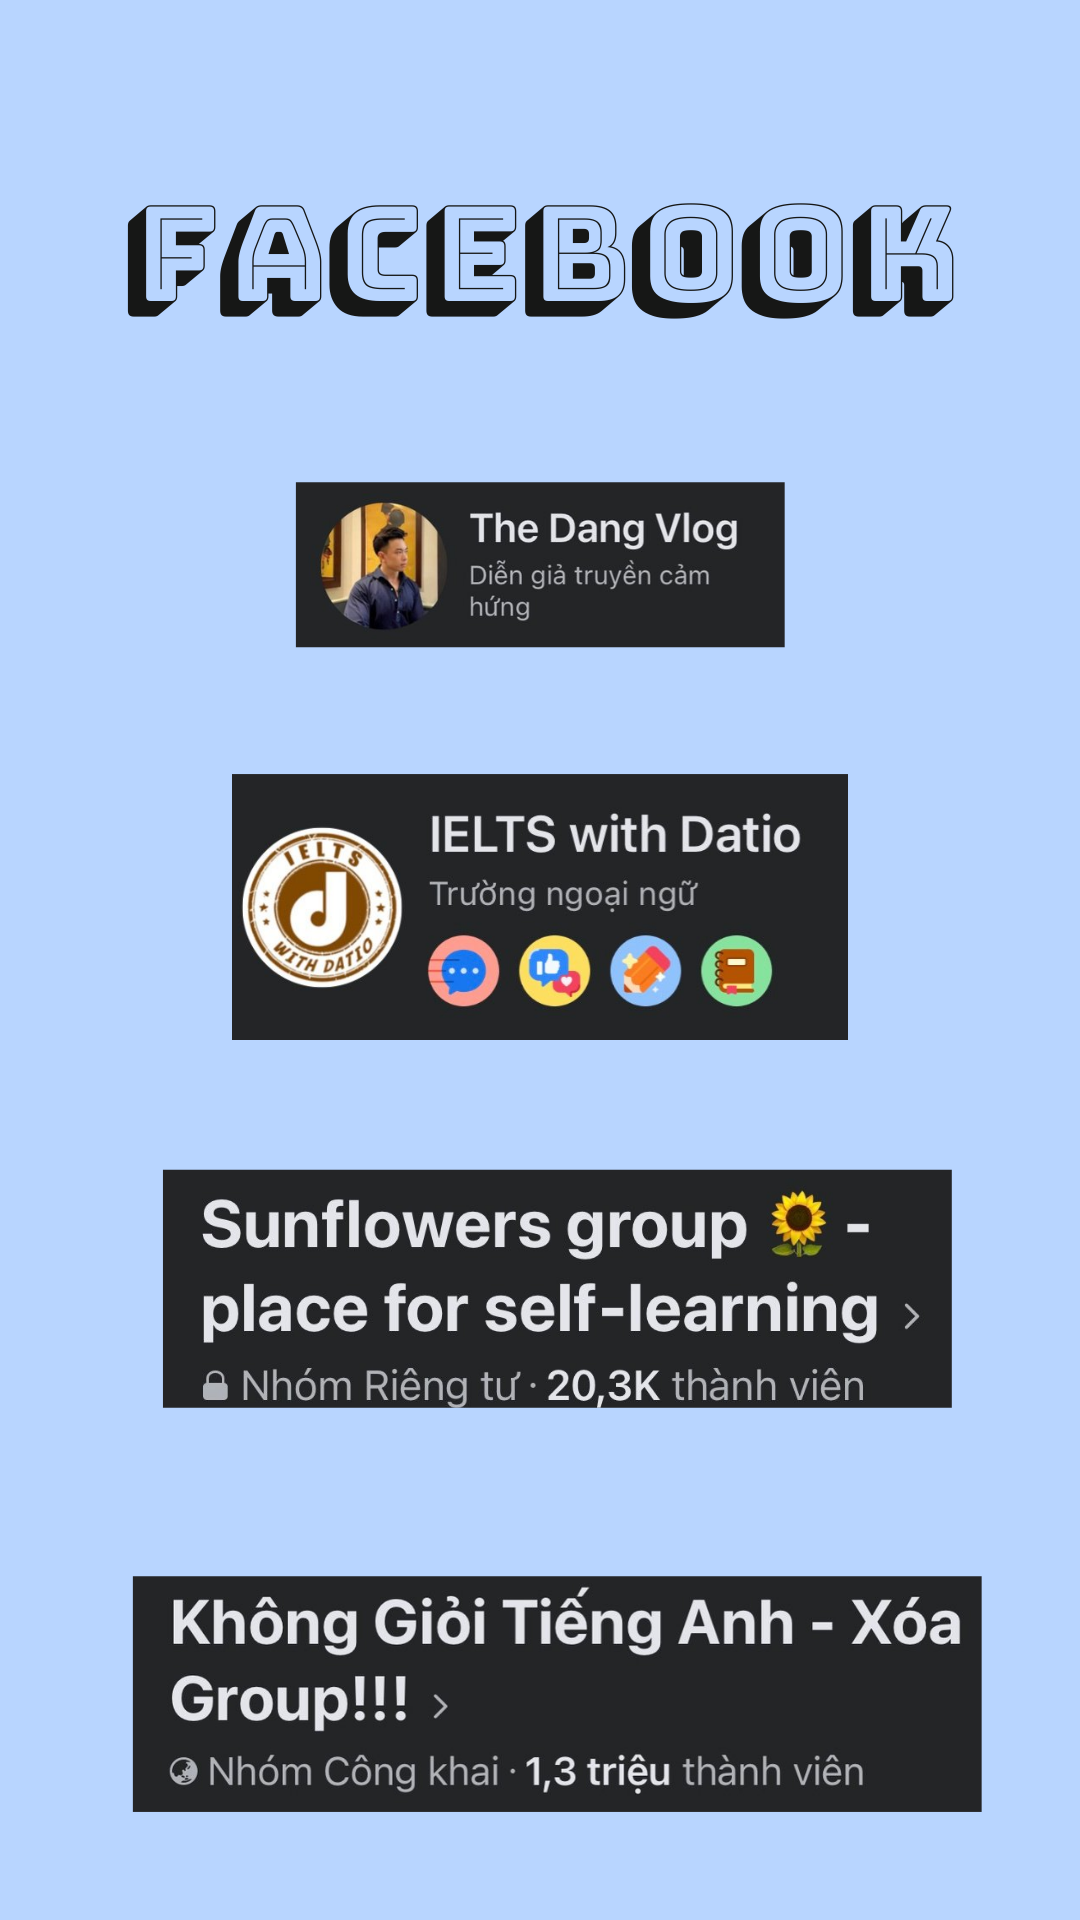 FACEBOOK
The Dang Vlog
Diễn giả truyền cảm
hứng
IELTS
WITH DATIO
IELTS with Datio
Trường ngoại ngữ
Sunflowers group 🌻 -
place for self-learning
Nhóm Riêng tư · 20,3K thành viên
Không Giỏi Tiếng Anh - Xóa
Group!!!
Nhóm Công khai · 1,3 triệu thành viên